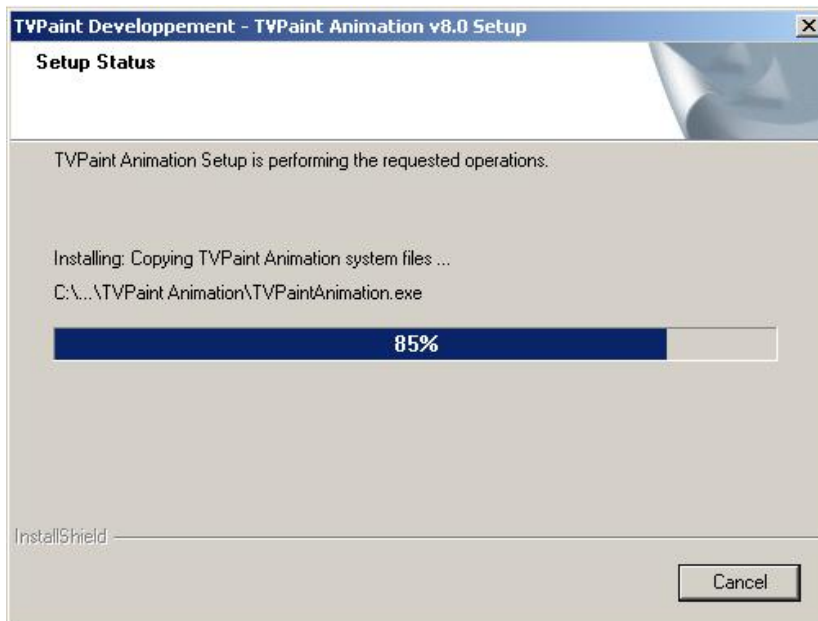 TVPaint Developpement - TVPaint Animation v8.0 Setup
Setup Status
TVPaint Animation Setup is performing the requested operations.
Installing: Copying TVPaint Animation system files ...
C:\...\TVPaint Animation\TVPaintAnimation.exe
85%
InstallShield
Cancel